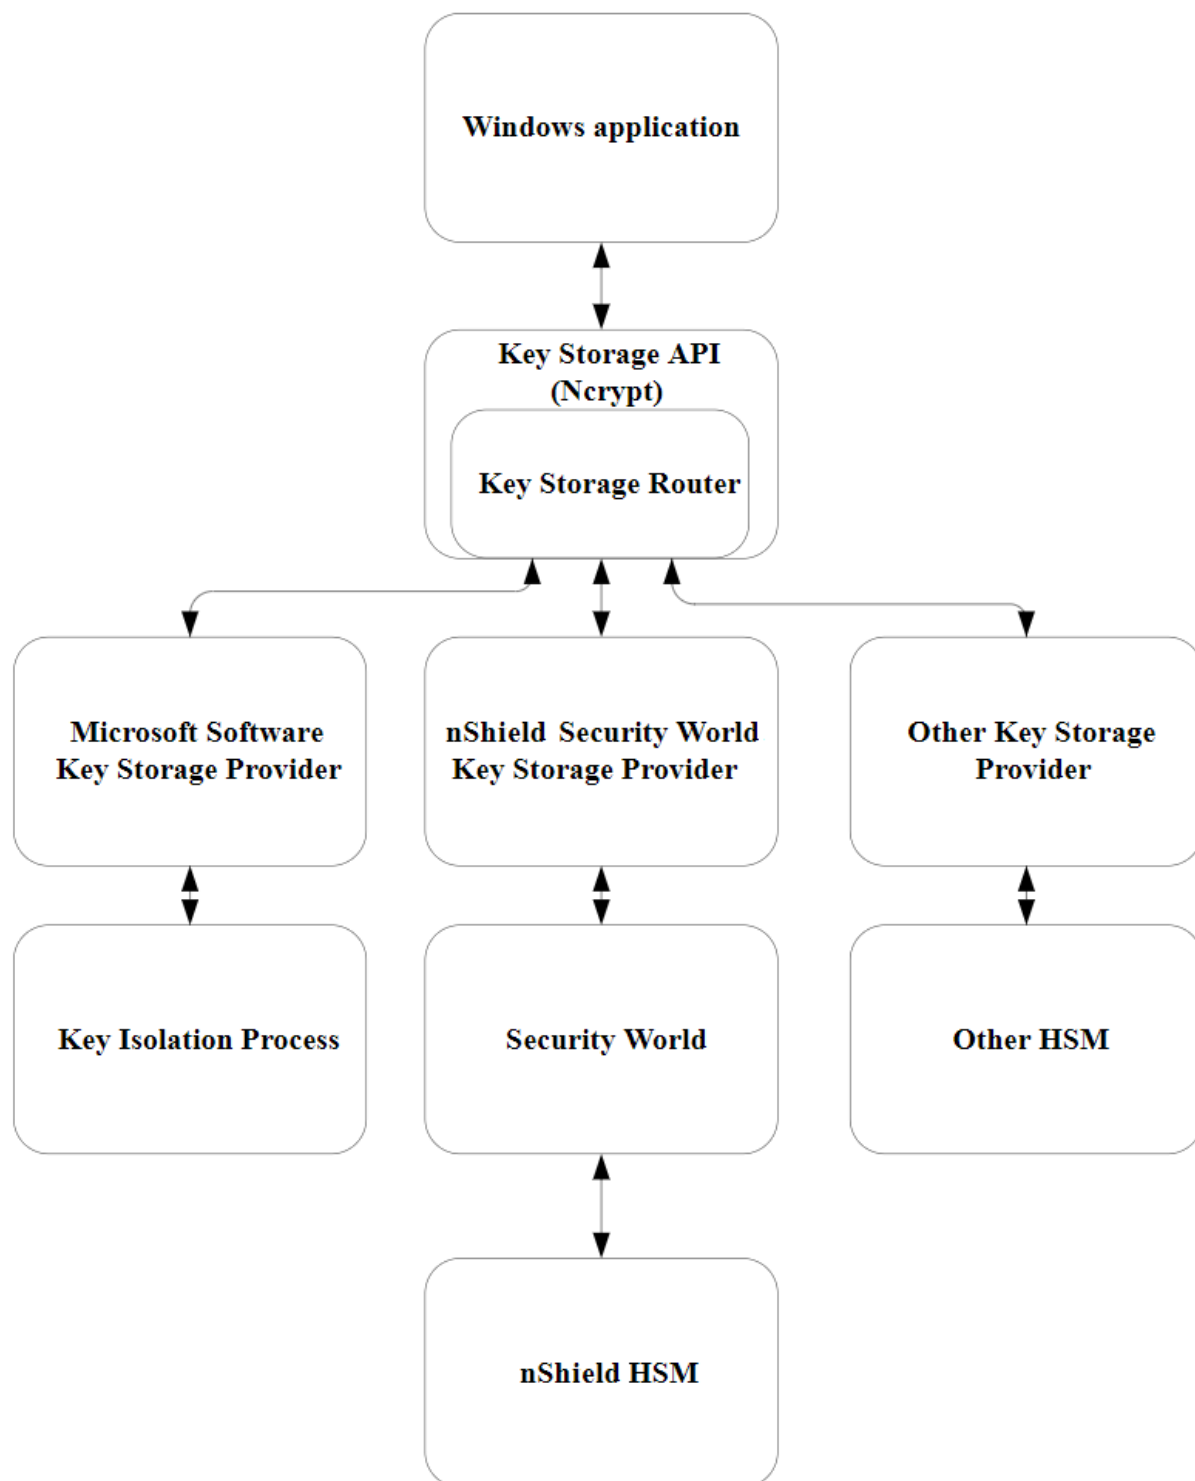 Windows application
Key Storage API
(Ncrypt)
Key Storage Router
Microsoft Software
Key Storage Provider
nShield Security World
Key Storage Provider
Other Key Storage
Provider
Key Isolation Process
Security World
Other HSM
nShield HSM